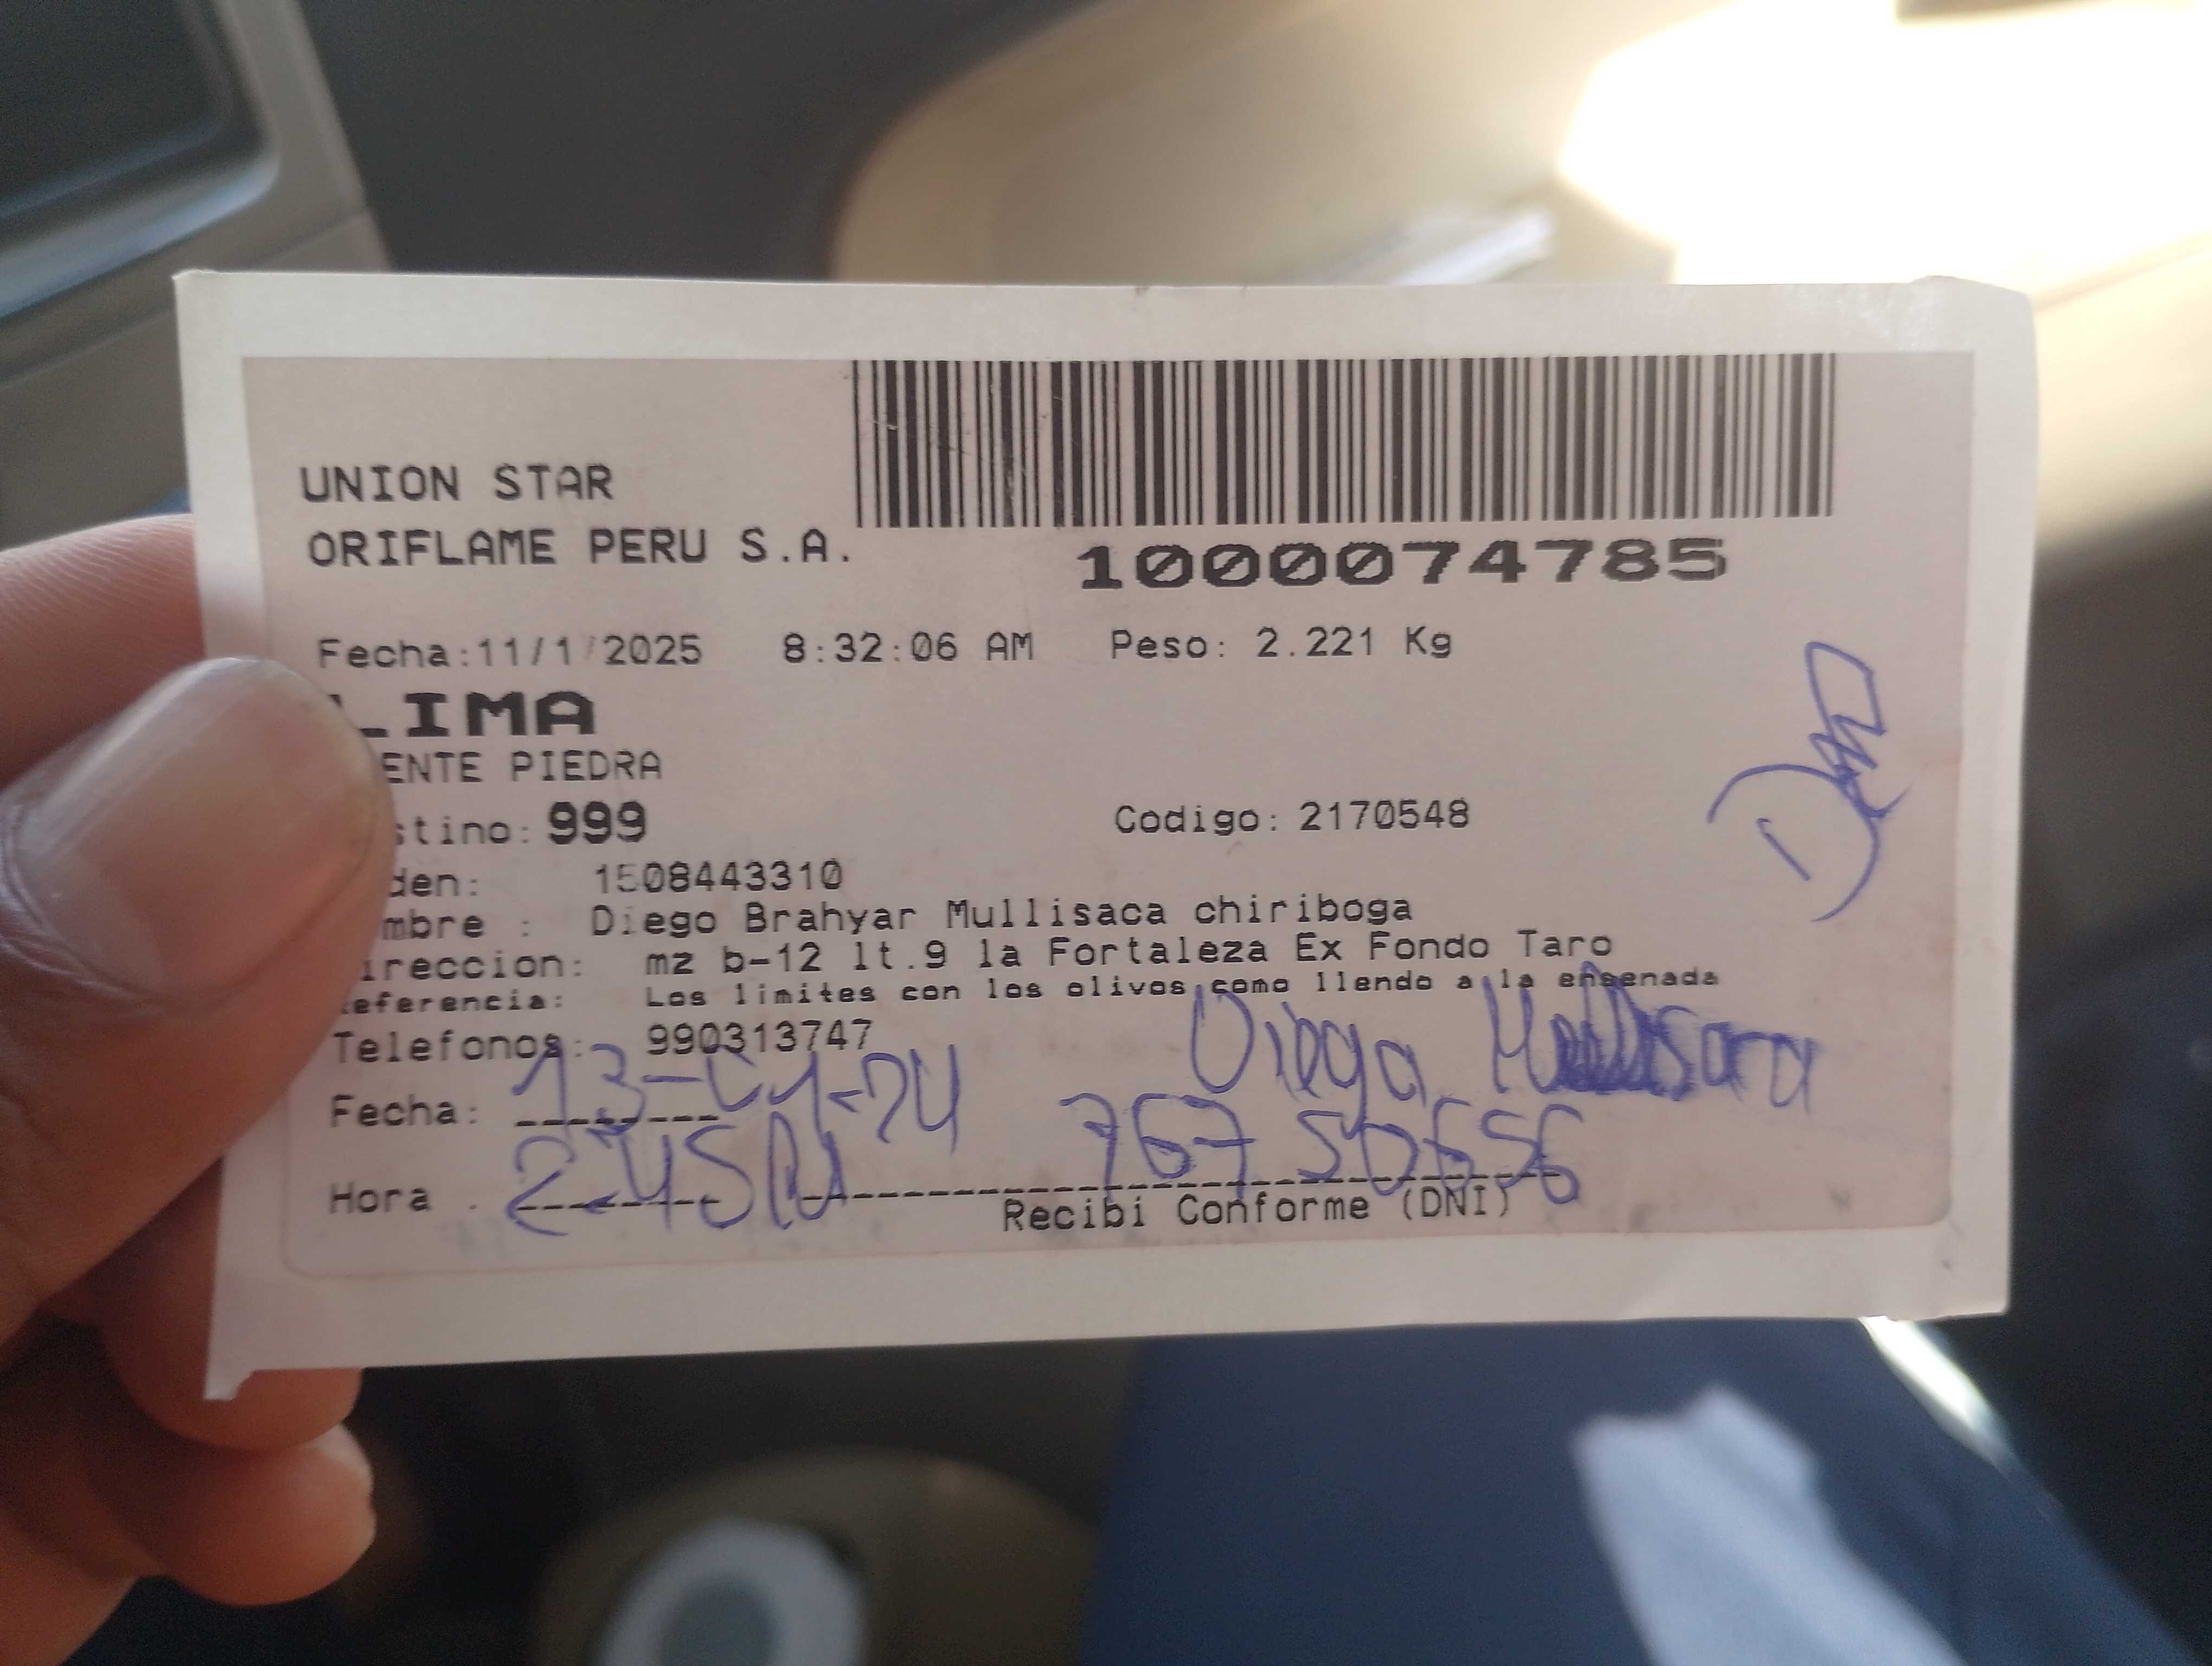 UNION STAR
ORIFLAME PERU S.A.
1000074785
Fecha:11/1 2025 8:32:06 AM Peso: 2.221 Kg
LIMA
ENTE PIEDRA
stino: 999 Codigo: 2170548
den: 1508443310
mbre : Diego Brahyar Mullisaca chiriboga
ireccion: mz b-12 lt.9 la Fortaleza Ex Fondo Taro
eferencia: Los limites con los olivos como llendo a la ensenada
Telefonos: 990313747
Diega
Fecha: 13-01-24
Hora : 2:45 PM
Recibi Conforme (DNI)